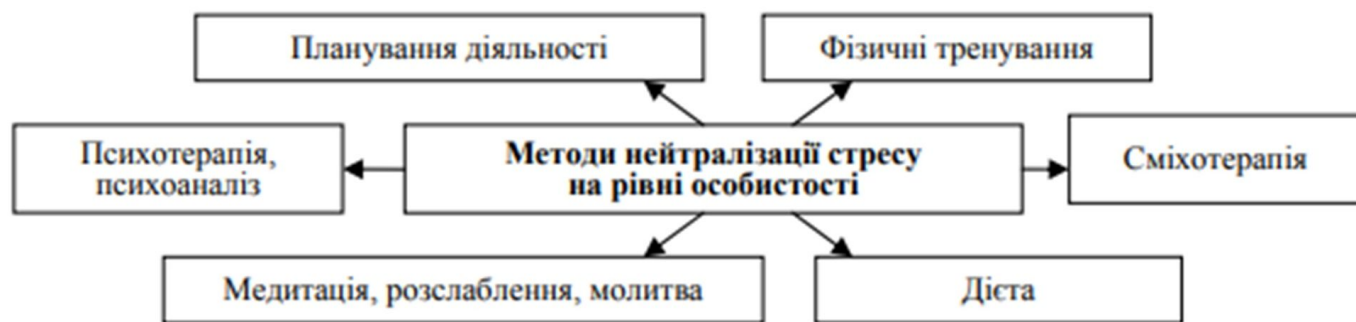 Планування діяльності
Фізичні тренування
Психотерапія,
психоаналіз
Методи нейтралізації стресу
на рівні особистості
Сміхотерапія
Медитація, розслаблення, молитва
Дієта